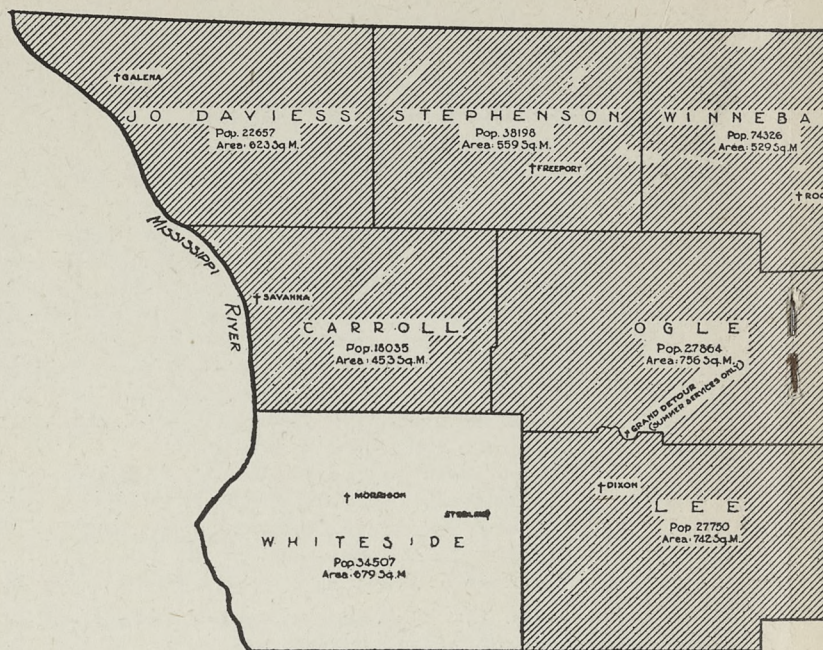 GALENA
JO DAVIESS
Pop. 22657
Area: 623 Sq. M.
STEPHENSON
Pop. 38198
Area: 559 Sq. M.
FREEPORT
WINNEBA
Pop. 74326
Area: 529 Sq. M.
ROC
MISSISSIPPI
RIVER
SAVANNA
CARROLL
Pop. 18035
Area: 453 Sq. M.
OGLE
Pop. 27864
Area: 756 Sq. M.
GRAND DETOUR
(SUMMER SERVICES ONLY)
MORRISON
STERLING
WHITESIDE
Pop. 34507
Area: 679 Sq. M
DIXON
LEE
Pop 27750
Area: 742 Sq. M.